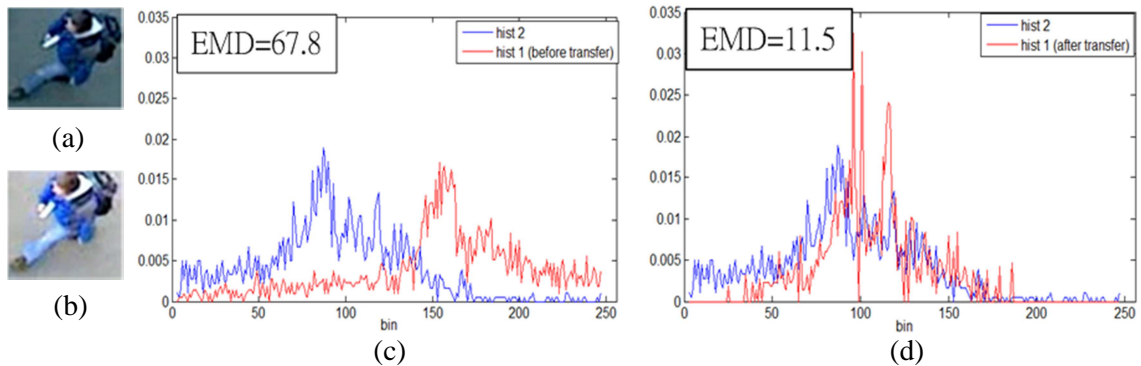 (a)
(b)
EMD=67.8
hist 2
hist 1 (before transfer)
0.035
0.03
0.025
0.02
0.015
0.01
0.005
0
0 50 100 150 200 250
bin
(c)
EMD=11.5
hist 2
hist 1 (after transfer)
0.035
0.03
0.025
0.02
0.015
0.01
0.005
0
0 50 100 150 200 250
bin
(d)